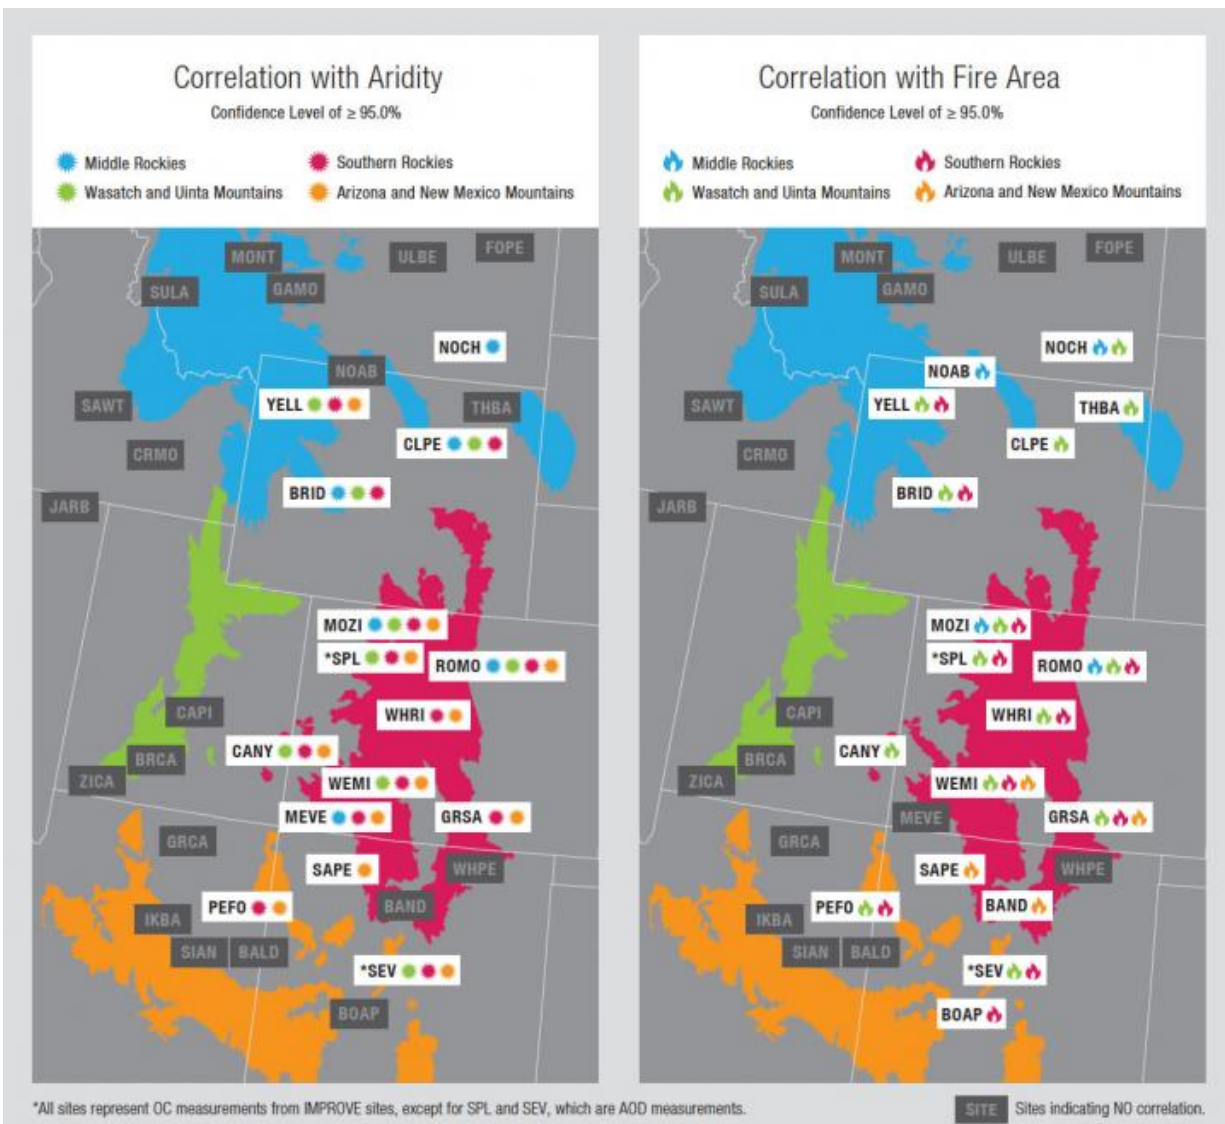 Correlation with Aridity
Confidence Level of ≥ 95.0%
Middle Rockies
Southern Rockies
Wasatch and Uinta Mountains
Arizona and New Mexico Mountains
MONT
ULBE
FOPE
SULA
GAMO
NOCH
NOAB
SAWT
YELL
THBA
CLPE
CRMO
BRID
JARB
MOZI
*SPL
ROMO
CAPI
WHRI
CANY
BRCA
ZICA
WEMI
MEVE
GRSA
GRCA
SAPE
WHPE
PEFO
BAND
IKBA
SIAN
BALD
*SEV
BOAP
Correlation with Fire Area
Confidence Level of ≥ 95.0%
Middle Rockies
Southern Rockies
Wasatch and Uinta Mountains
Arizona and New Mexico Mountains
MONT
ULBE
FOPE
SULA
GAMO
NOCH
NOAB
SAWT
YELL
THBA
CLPE
CRMO
BRID
JARB
MOZI
*SPL
ROMO
CAPI
WHRI
CANY
BRCA
ZICA
WEMI
MEVE
GRSA
GRCA
SAPE
WHPE
PEFO
BAND
IKBA
SIAN
BALD
*SEV
BOAP
*All sites represent OC measurements from IMPROVE sites, except for SPL and SEV, which are AOD measurements.
SITE Sites indicating NO correlation.